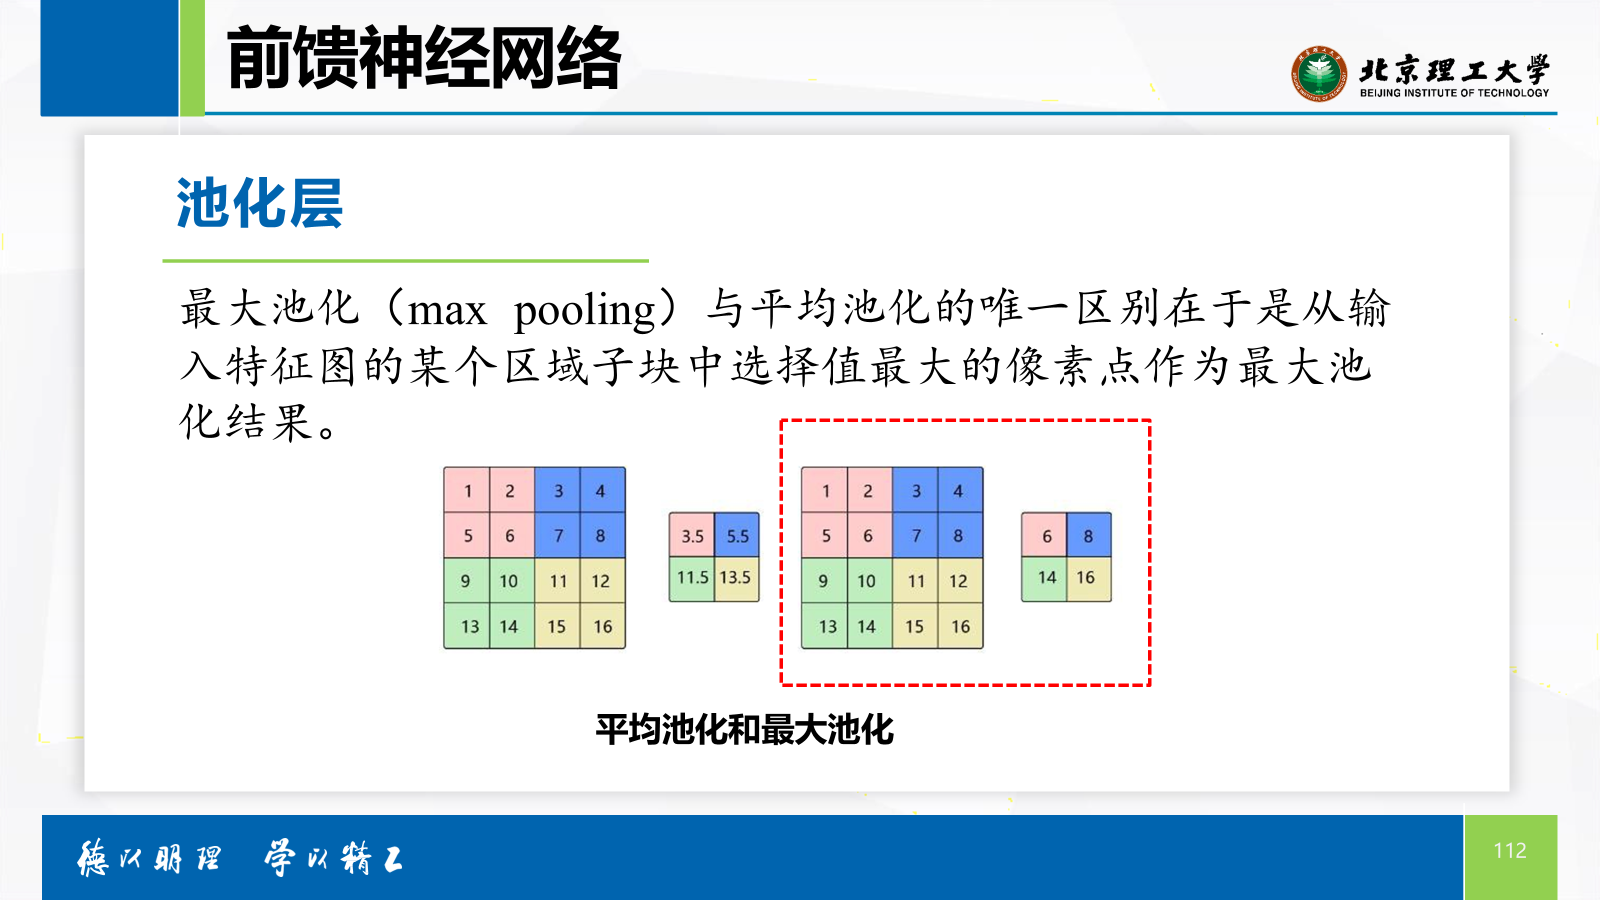 前馈神经网络
北京理工大学
BEIJING INSTITUTE OF TECHNOLOGY
池化层
最大池化（max pooling）与平均池化的唯一区别在于是从输
入特征图的某个区域子块中选择值最大的像素点作为最大池
化结果。
1 2 3 4
5 6 7 8
9 10 11 12
13 14 15 16
3.5 5.5
11.5 13.5
1 2 3 4
5 6 7 8
9 10 11 12
13 14 15 16
6 8
14 16
平均池化和最大池化
德以明理 学以精工
112